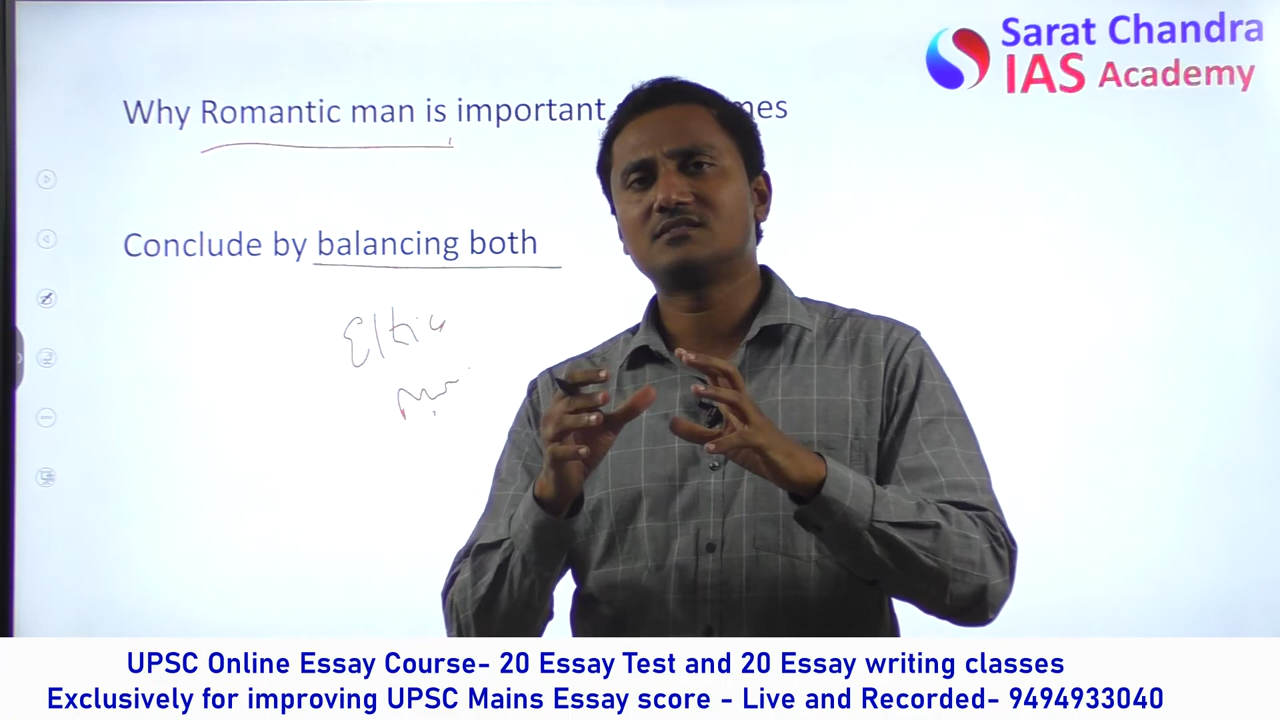 Sarat Chandra
IAS Academy
Why Romantic man is important
Conclude by balancing both
UPSC Online Essay Course- 20 Essay Test and 20 Essay writing classes
Exclusively for improving UPSC Mains Essay score - Live and Recorded- 9494933040